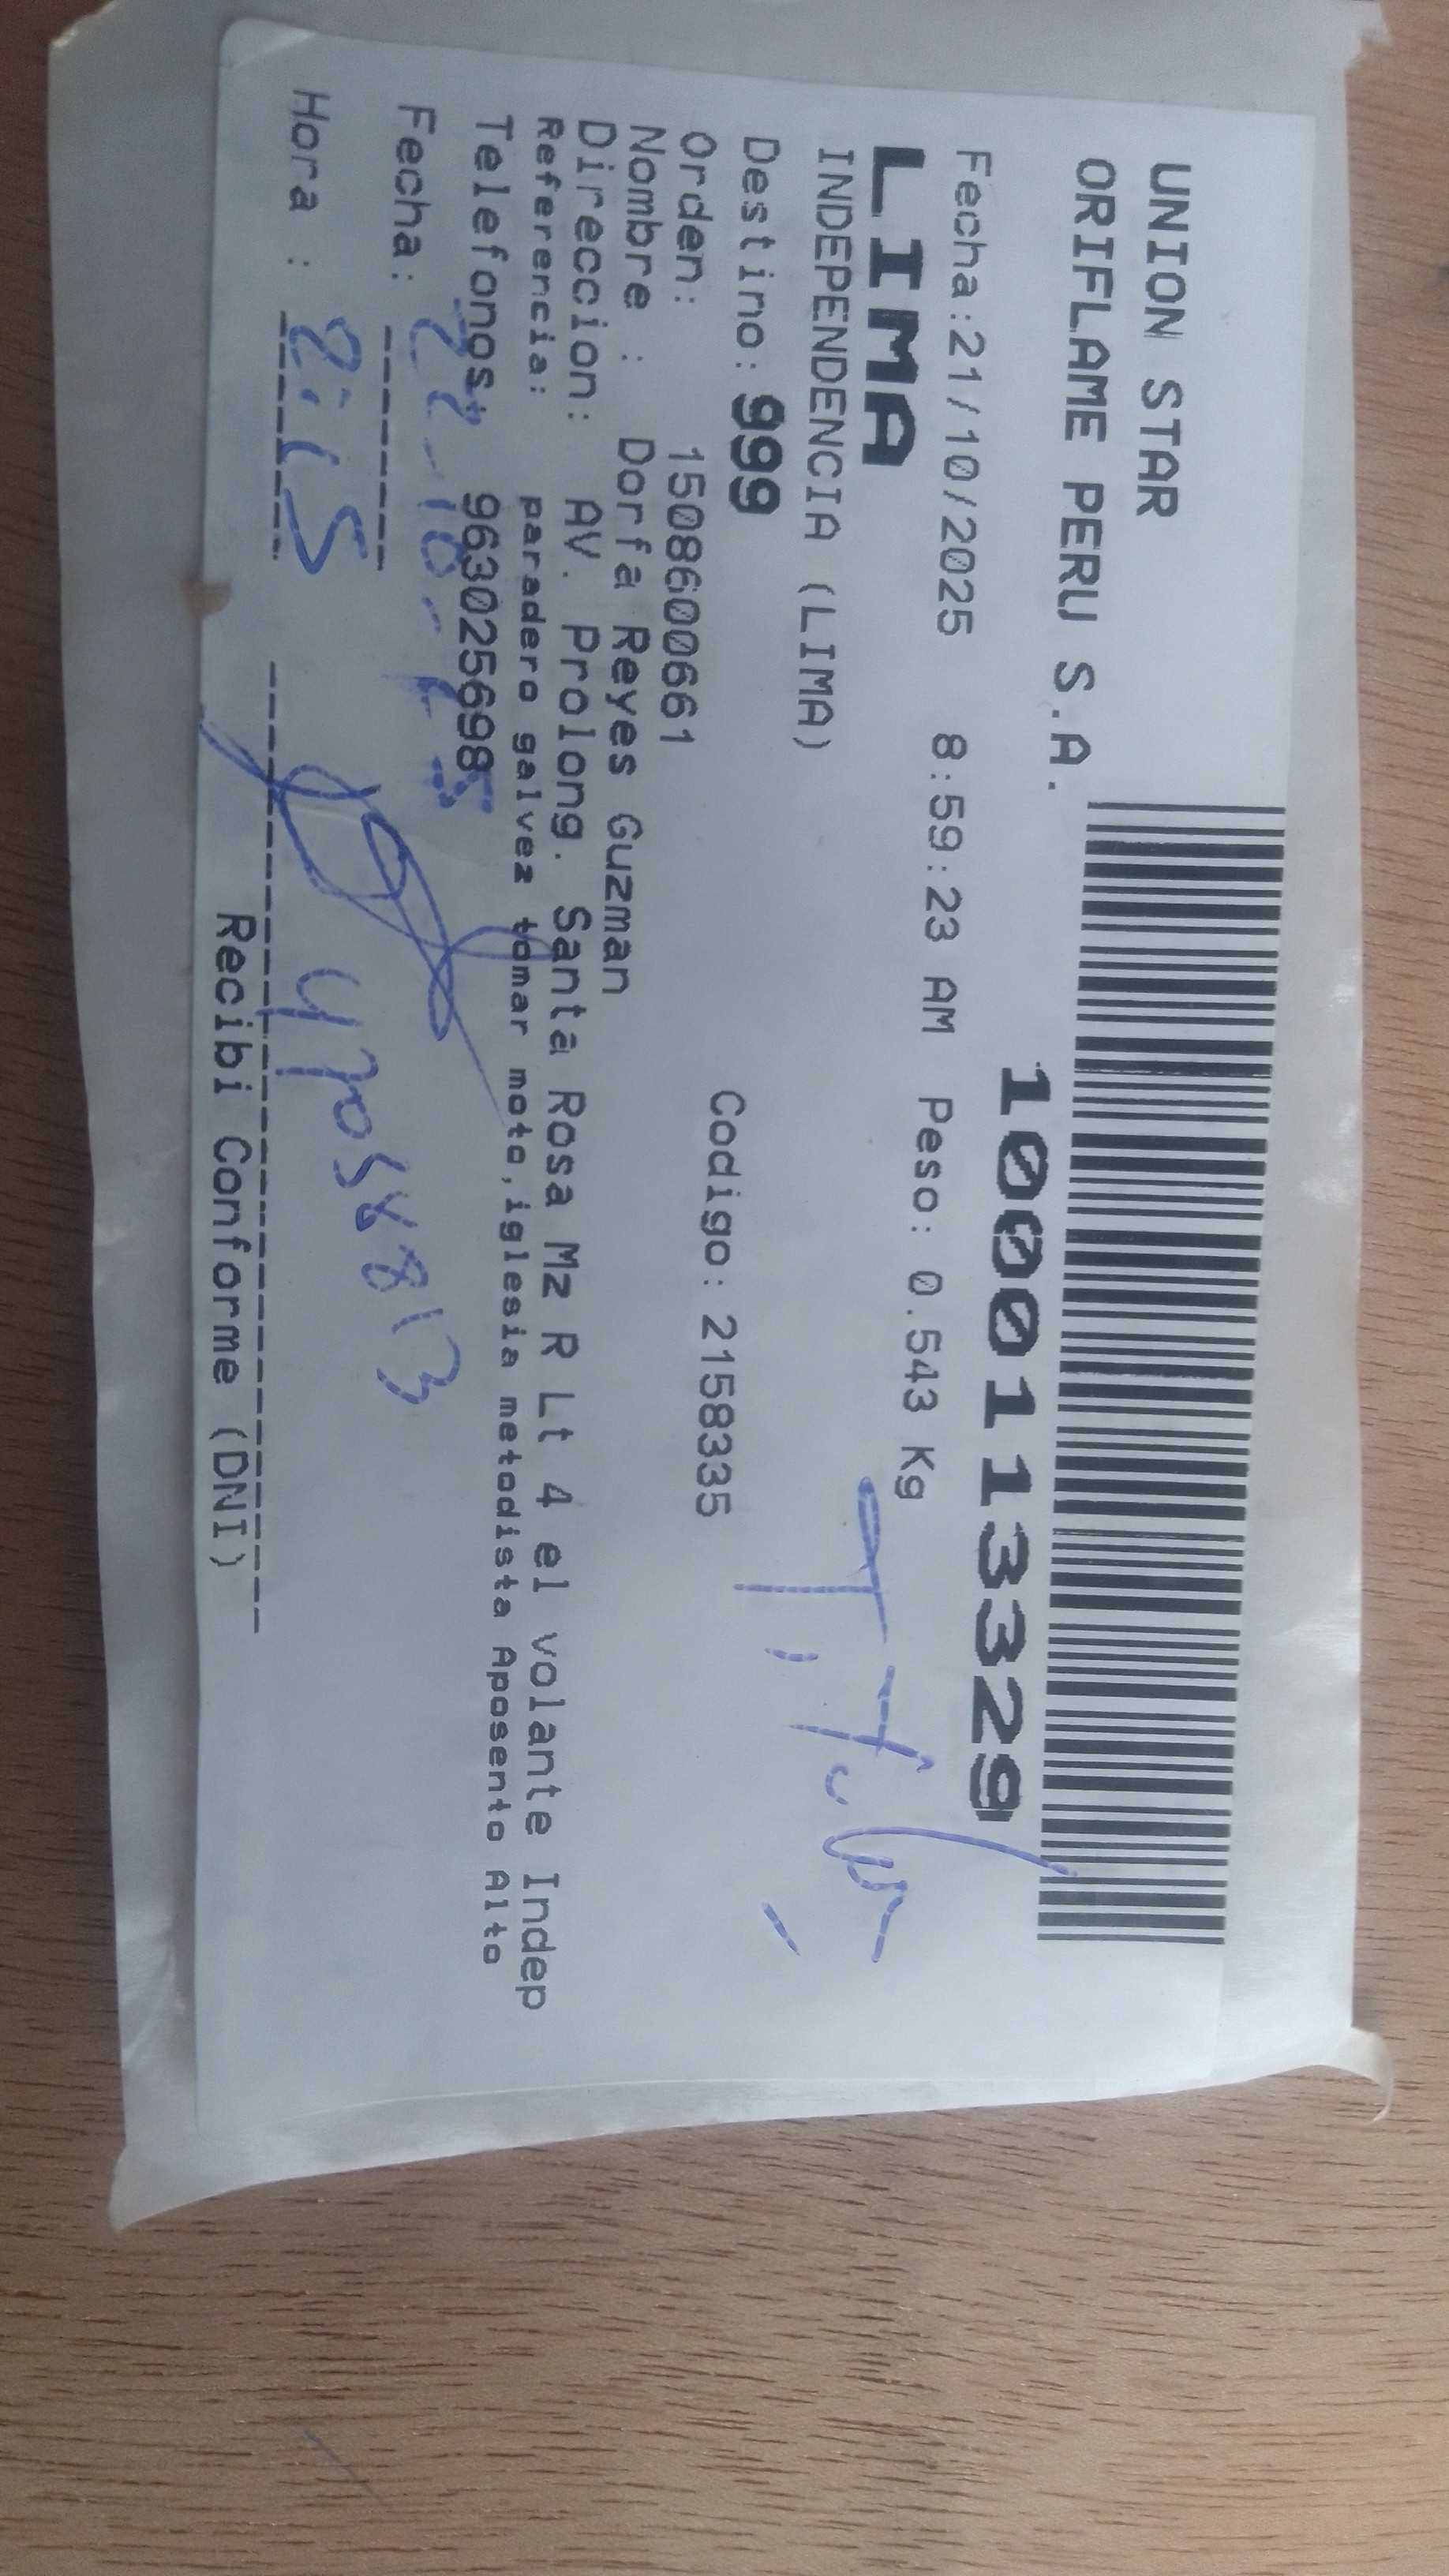 UNION STAR
ORIFLAME PERU S.A.
1000113329
Fecha:21/10/2025 8:59:23 AM Peso: 0.543 Kg
LIMA
INDEPENDENCIA (LIMA)
Destino: 999
Codigo: 2158335
Orden: 1508600661
Nombre : Dorfa Reyes Guzman
Direccion: AV. Prolong. Santa Rosa Mz R Lt 4 el volante Indep
Referencia: paradero galvez tomar moto,iglesia metodista Aposento Alto
Telefonos: 963025698
Fecha: 22-10-25
Hora : 2:15
Recibi Conforme (DNI)